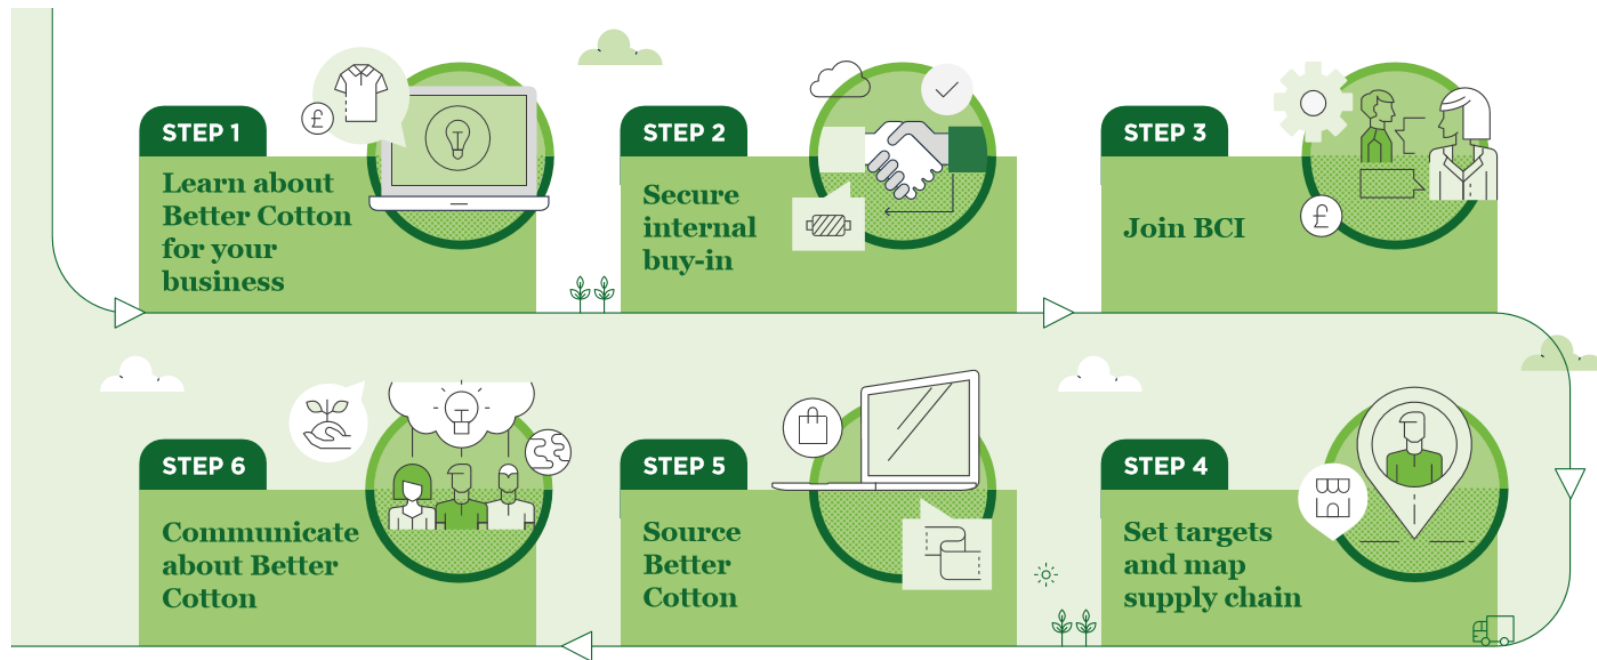 STEP 1
Learn about
Better Cotton
for your
business
STEP 2
Secure
internal
buy-in
STEP 3
Join BCI
£
£
STEP 4
Set targets
and map
supply chain
STEP 5
Source
Better
Cotton
STEP 6
Communicate
about Better
Cotton